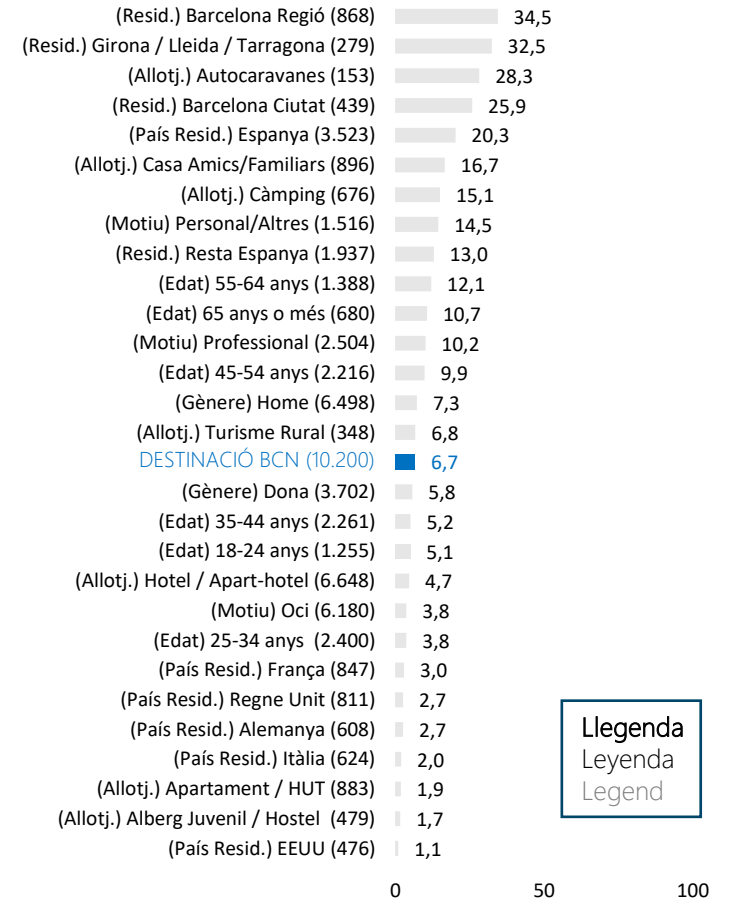 (Resid.) Barcelona Regió (868) 34,5
(Resid.) Girona / Lleida / Tarragona (279) 32,5
(Allotj.) Autocaravanes (153) 28,3
(Resid.) Barcelona Ciutat (439) 25,9
(País Resid.) Espanya (3.523) 20,3
(Allotj.) Casa Amics/Familiars (896) 16,7
(Allotj.) Càmping (676) 15,1
(Motiu) Personal/Altres (1.516) 14,5
(Resid.) Resta Espanya (1.937) 13,0
(Edat) 55-64 anys (1.388) 12,1
(Edat) 65 anys o més (680) 10,7
(Motiu) Professional (2.504) 10,2
(Edat) 45-54 anys (2.216) 9,9
(Gènere) Home (6.498) 7,3
(Allotj.) Turisme Rural (348) 6,8
DESTINACIÓ BCN (10.200) 6,7
(Gènere) Dona (3.702) 5,8
(Edat) 35-44 anys (2.261) 5,2
(Edat) 18-24 anys (1.255) 5,1
(Allotj.) Hotel / Apart-hotel (6.648) 4,7
(Motiu) Oci (6.180) 3,8
(Edat) 25-34 anys (2.400) 3,8
(País Resid.) França (847) 3,0
(País Resid.) Regne Unit (811) 2,7
(País Resid.) Alemanya (608) 2,7
(País Resid.) Itàlia (624) 2,0
(Allotj.) Apartament / HUT (883) 1,9
(Allotj.) Alberg Juvenil / Hostel (479) 1,7
(País Resid.) EEUU (476) 1,1
0 50 100
Llegenda
Leyenda
Legend